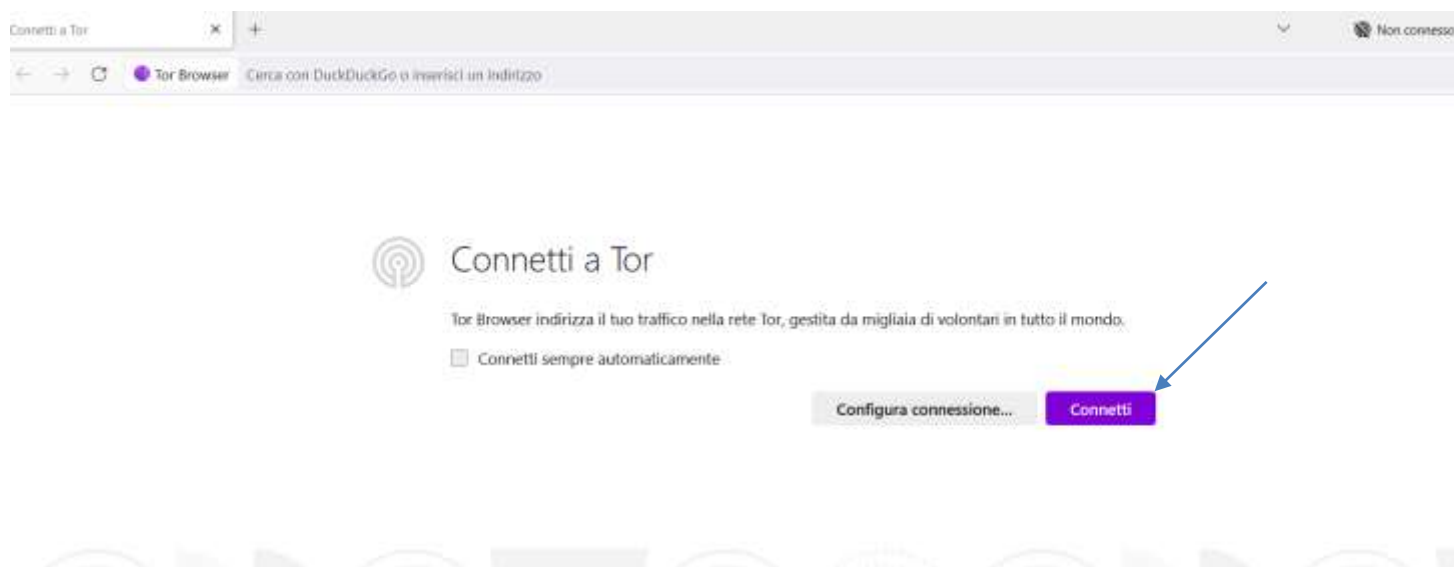 Connetti a Tor
Non connesso
Tor Browser Cerca con DuckDuckGo o inserisci un indirizzo
Connetti a Tor
Tor Browser indirizza il tuo traffico nella rete Tor, gestita da migliaia di volontari in tutto il mondo.
Connetti sempre automaticamente
Configura connessione...
Connetti